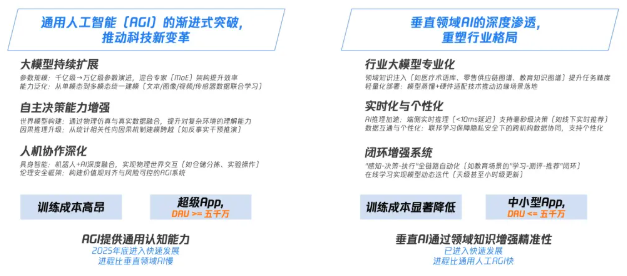 通用人工智能（AGI）的渐进式突破，
推动科技新变革
大模型持续扩展
参数规模：千亿级→万亿级参数演进，混合专家（MoE）架构提升效率
能力泛化：从单模态到多模态统一建模（文本/图像/视频/传感器数据联合学习）
自主决策能力增强
世界模型构建：通过物理仿真与真实数据融合，提升对复杂环境的理解能力
因果推理升级：从统计相关性向因果机制建模跨越（如反事实干预推演）
人机协作深化
具身智能：机器人+AI深度融合，实现物理世界交互（如仓储分拣、实验操作）
伦理安全框架：构建价值观对齐与风险可控的AGI系统
训练成本高昂
超级App，
DAU >= 五千万
AGI提供通用认知能力
2025年后进入快速发展
进程比垂直领域AI慢
垂直领域AI的深度渗透，
重塑行业格局
行业大模型专业化
领域知识注入（如医疗术语库、零售供应链图谱、教育知识图谱）提升任务精度
轻量化部署：模型蒸馏+硬件适配技术推动边缘场景落地
实时化与个性化
AI推理加速：端侧实时推理（<10ms延迟）支持毫秒级决策（如线下实时推荐）
数据互通与个性化：联邦学习保障隐私安全下的跨机构数据协同，支持个性化
闭环增强系统
“感知-决策-执行”全链路自动化（如教育场景的“学习-测评-推荐”闭环）
在线学习实现模型动态迭代（天级甚至小时级更新）
训练成本显著降低
中小型App，
DAU <= 五千万
垂直AI通过领域知识增强精准性
已进入快速发展
进程比通用人工AGI快